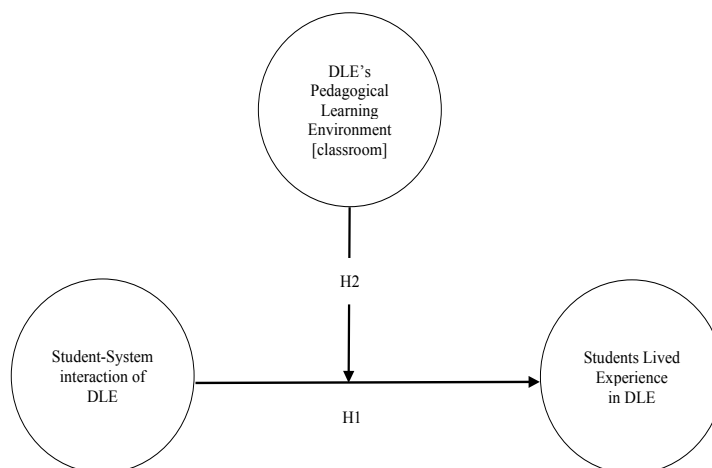 DLE's
Pedagogical
Learning
Environment
[classroom]
H2
Student-System
interaction of
DLE
Students Lived
Experience
in DLE
H1